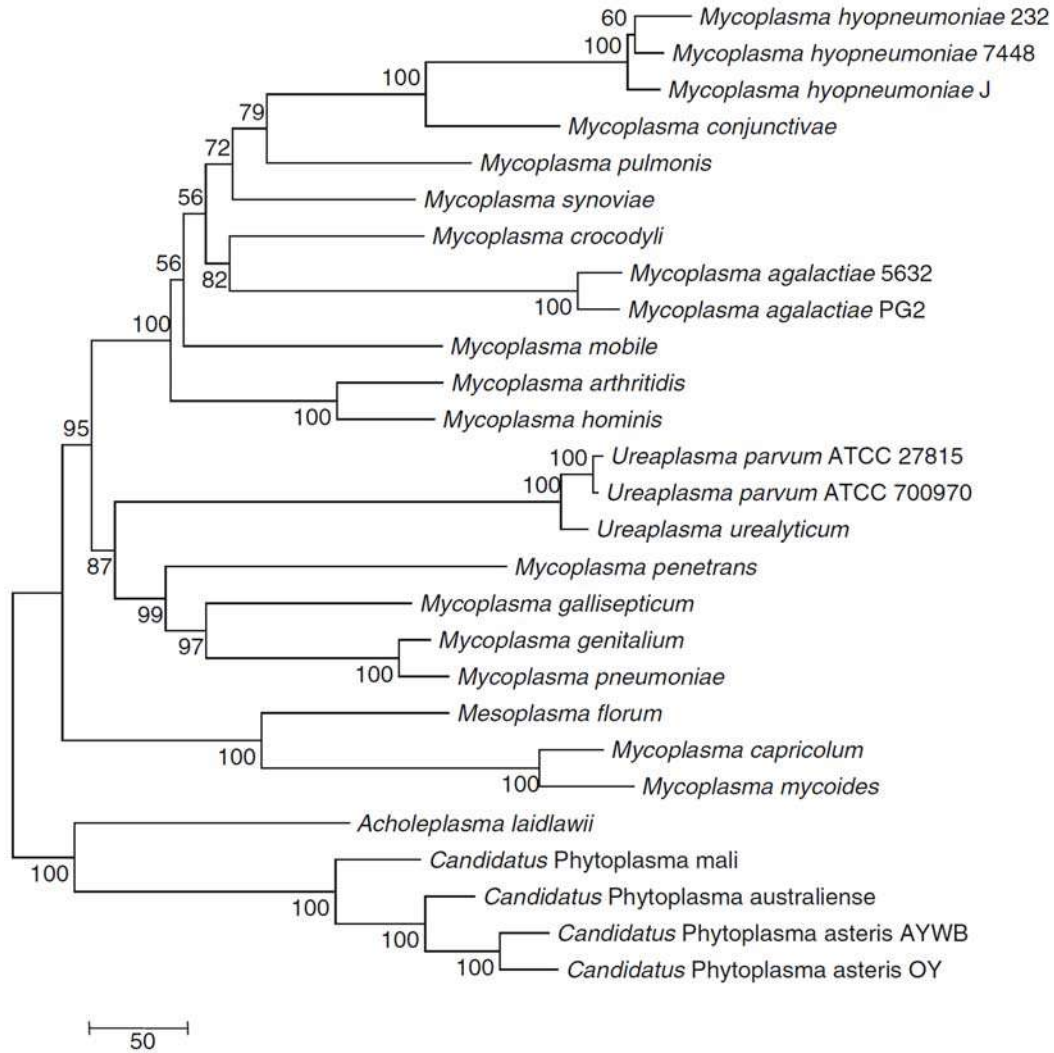 60
Mycoplasma hyopneumoniae 232
100
Mycoplasma hyopneumoniae 7448
100
Mycoplasma hyopneumoniae J
79
Mycoplasma conjunctivae
72
Mycoplasma pulmonis
56
Mycoplasma synoviae
56
82
Mycoplasma crocodyli
Mycoplasma agalactiae 5632
100
Mycoplasma agalactiae PG2
100
Mycoplasma mobile
Mycoplasma arthritidis
100
Mycoplasma hominis
95
100
Ureaplasma parvum ATCC 27815
100
Ureaplasma parvum ATCC 700970
Ureaplasma urealyticum
87
Mycoplasma penetrans
99
Mycoplasma gallisepticum
97
Mycoplasma genitalium
100
Mycoplasma pneumoniae
Mesoplasma florum
100
Mycoplasma capricolum
100
Mycoplasma mycoides
Acholeplasma laidlawii
100
Candidatus Phytoplasma mali
100
Candidatus Phytoplasma australiense
100
Candidatus Phytoplasma asteris AYWB
100
Candidatus Phytoplasma asteris OY
50